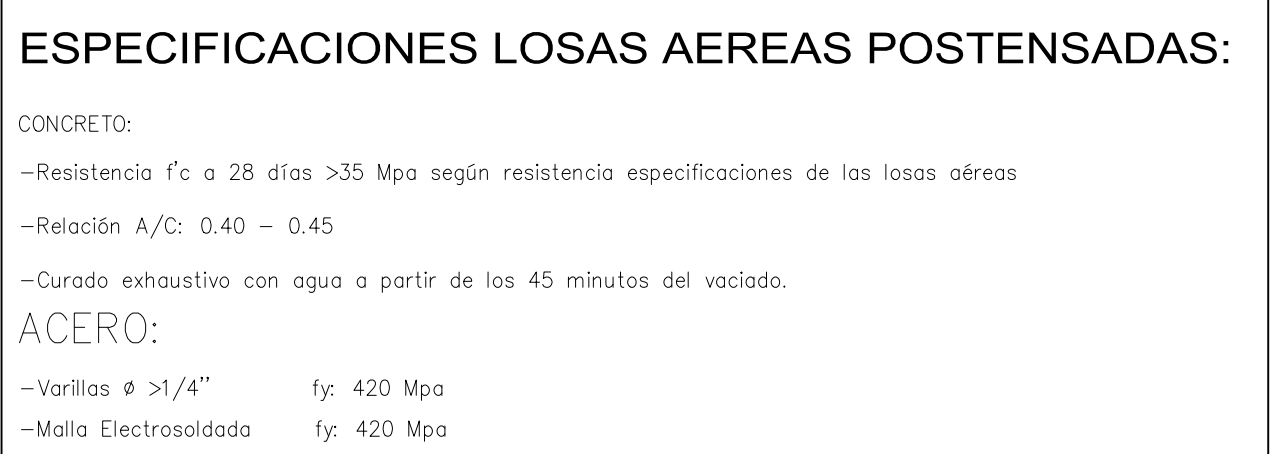 ESPECIFICACIONES LOSAS AEREAS POSTENSADAS:
CONCRETO:
-Resistencia f'c a 28 días >35 Mpa según resistencia especificaciones de las losas aéreas
-Relación A/C: 0.40 - 0.45
-Curado exhaustivo con agua a partir de los 45 minutos del vaciado.
ACERO:
-Varillas ø >1/4'' fy: 420 Mpa
-Malla Electrosoldada fy: 420 Mpa